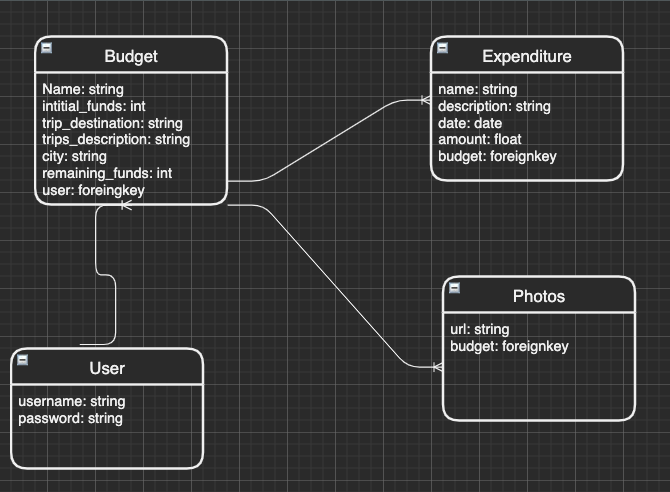 Budget
Name: string
intitial_funds: int
trip_destination: string
trips_description: string
city: string
remaining_funds: int
user: foreingkey
Expenditure
name: string
description: string
date: date
amount: float
budget: foreignkey
Photos
url: string
budget: foreignkey
User
username: string
password: string